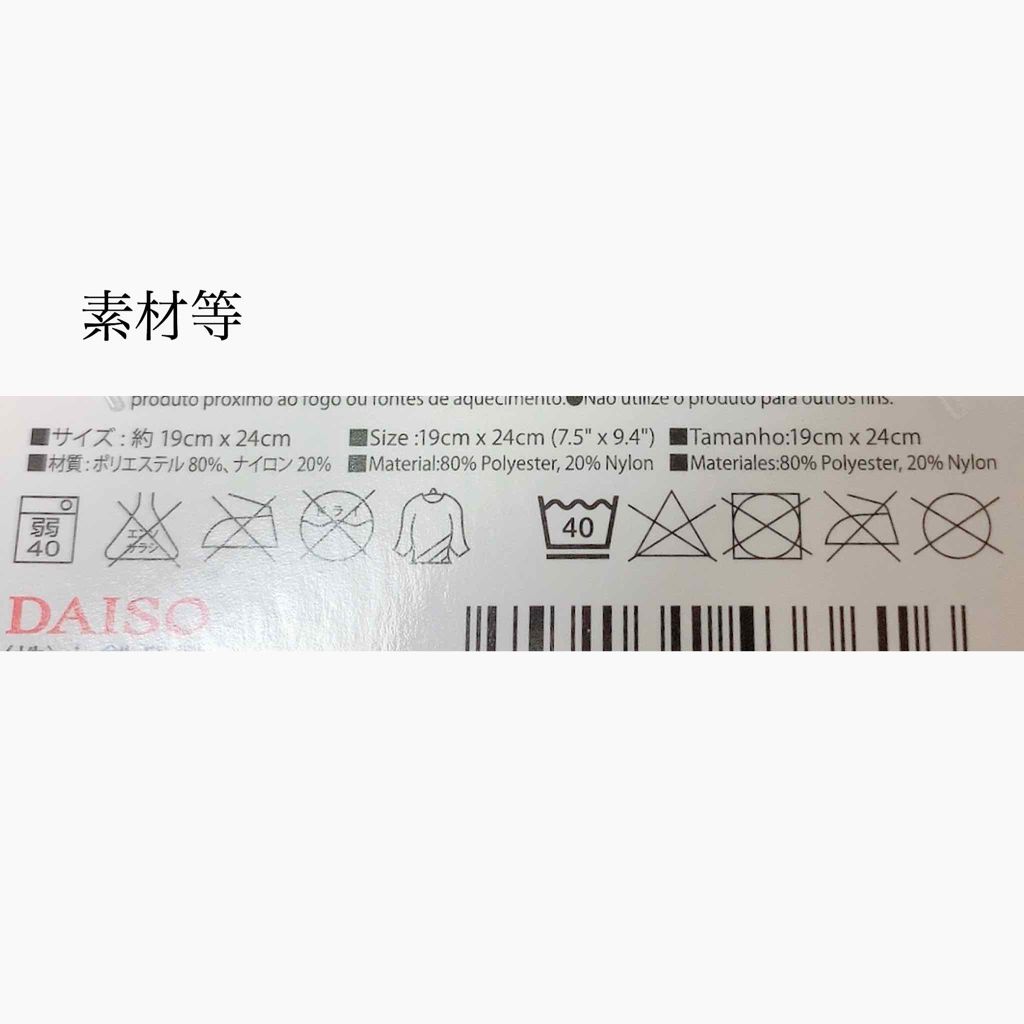 素材等
produto próximo ao fogo ou fontes de aquecimento.●Não utilize o produto para outros fins.
■サイズ : 約 19cm x 24cm ■Size :19cm x 24cm (7.5" x 9.4") ■Tamanho:19cm x 24cm
■材質 : ポリエステル 80%、ナイロン 20% ■Material:80% Polyester, 20% Nylon ■Materiales:80% Polyester, 20% Nylon
弱 40 エンソ サラシ ドライ 40
DAISO